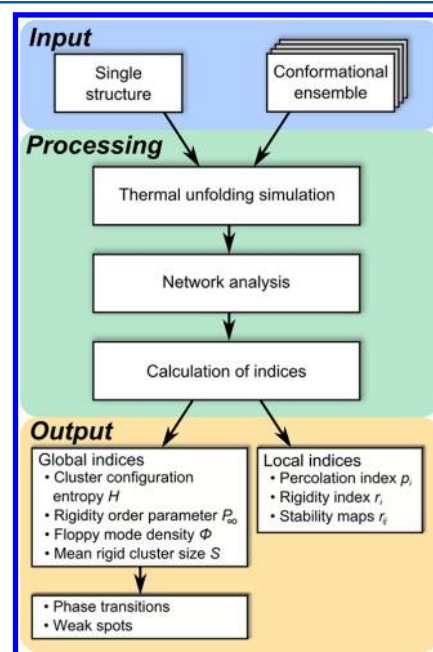 Input
Single
structure
Conformational
ensemble
Processing
Thermal unfolding simulation
Network analysis
Calculation of indices
Output
Global indices
• Cluster configuration
entropy H
• Rigidity order parameter P∞
• Floppy mode density Φ
• Mean rigid cluster size S
Local indices
• Percolation index pi
• Rigidity index ri
• Stability maps rij
• Phase transitions
• Weak spots